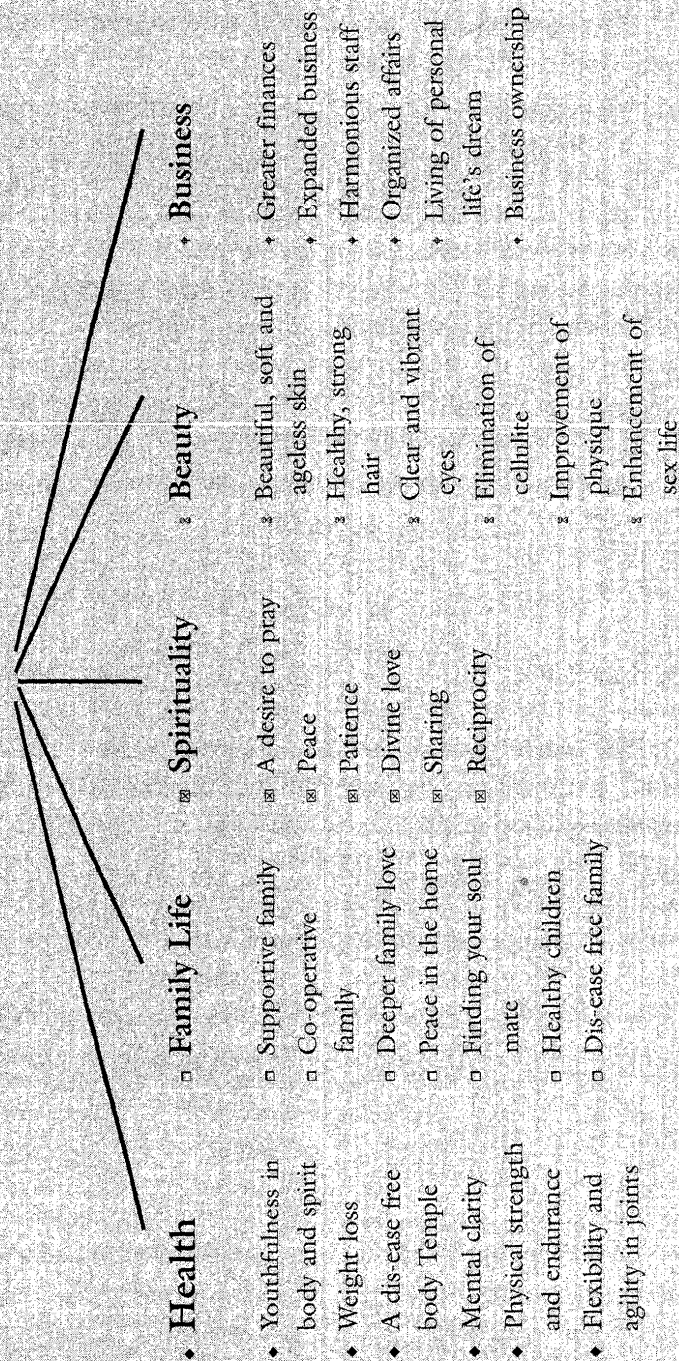 ♦ Health
♦ Youthfulness in
body and spirit
♦ Weight loss
♦ A dis-ease free
body Temple
♦ Mental clarity
♦ Physical strength
and endurance
♦ Flexibility and
agility in joints
□ Family Life
□ Supportive family
□ Co-operative
family
□ Deeper family love
□ Peace in the home
□ Finding your soul
mate
□ Healthy children
□ Dis-ease free family
☒ Spirituality
☒ A desire to pray
☒ Peace
☒ Patience
☒ Divine love
☒ Sharing
☒ Reciprocity
Beauty
Beautiful, soft and
ageless skin
Healthy, strong
hair
Clear and vibrant
eyes
Elimination of
cellulite
Improvement of
physique
Enhancement of
sex life
Business
Greater finances
Expanded business
Harmonious staff
Organized affairs
Living of personal
life's dream
Business ownership